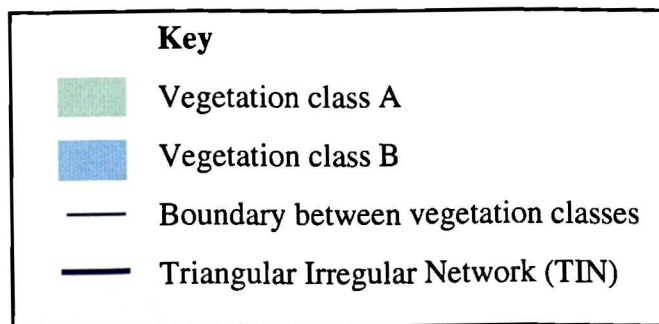 Key
Vegetation class A
Vegetation class B
Boundary between vegetation classes
Triangular Irregular Network (TIN)